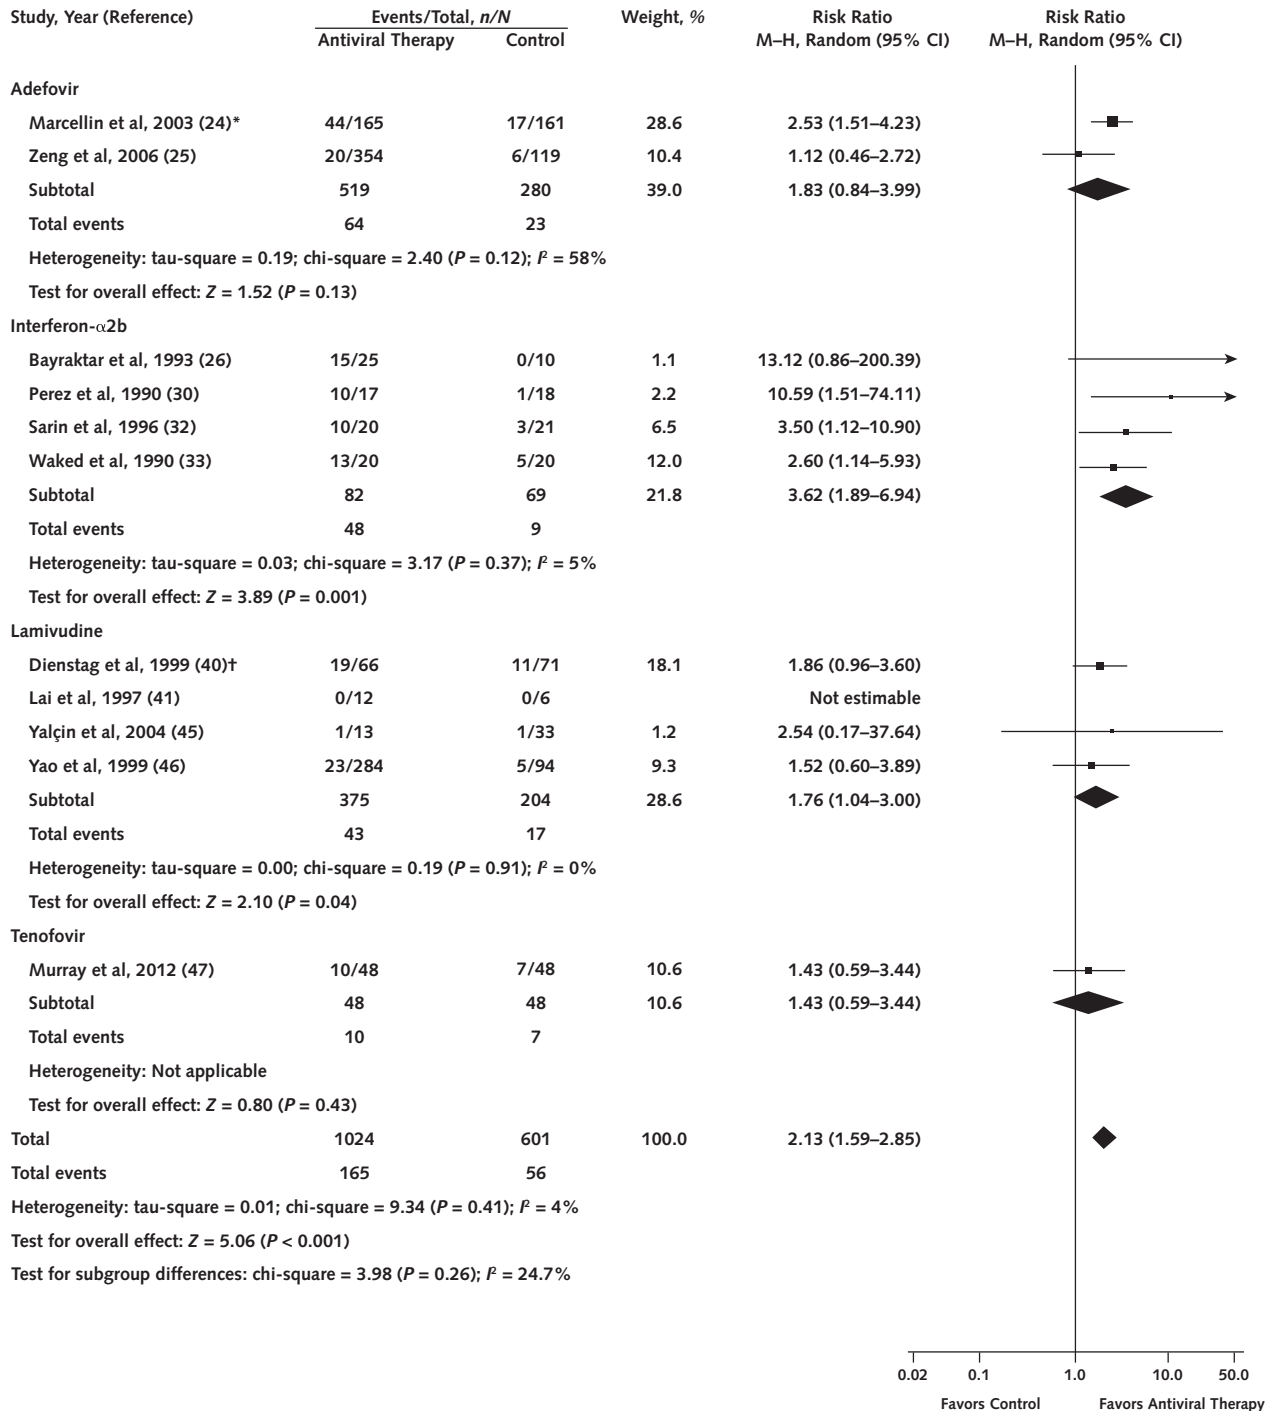 Study, Year (Reference) Events/Total, n/N Weight, % Risk Ratio Risk Ratio
Antiviral Therapy Control M–H, Random (95% CI) M–H, Random (95% CI)
Adefovir
Marcellin et al, 2003 (24)* 44/165 17/161 28.6 2.53 (1.51–4.23)
Zeng et al, 2006 (25) 20/354 6/119 10.4 1.12 (0.46–2.72)
Subtotal 519 280 39.0 1.83 (0.84–3.99)
Total events 64 23
Heterogeneity: tau-square = 0.19; chi-square = 2.40 (P = 0.12); I² = 58%
Test for overall effect: Z = 1.52 (P = 0.13)
Interferon-α2b
Bayraktar et al, 1993 (26) 15/25 0/10 1.1 13.12 (0.86–200.39)
Perez et al, 1990 (30) 10/17 1/18 2.2 10.59 (1.51–74.11)
Sarin et al, 1996 (32) 10/20 3/21 6.5 3.50 (1.12–10.90)
Waked et al, 1990 (33) 13/20 5/20 12.0 2.60 (1.14–5.93)
Subtotal 82 69 21.8 3.62 (1.89–6.94)
Total events 48 9
Heterogeneity: tau-square = 0.03; chi-square = 3.17 (P = 0.37); I² = 5%
Test for overall effect: Z = 3.89 (P = 0.001)
Lamivudine
Dienstag et al, 1999 (40)† 19/66 11/71 18.1 1.86 (0.96–3.60)
Lai et al, 1997 (41) 0/12 0/6 Not estimable
Yalçin et al, 2004 (45) 1/13 1/33 1.2 2.54 (0.17–37.64)
Yao et al, 1999 (46) 23/284 5/94 9.3 1.52 (0.60–3.89)
Subtotal 375 204 28.6 1.76 (1.04–3.00)
Total events 43 17
Heterogeneity: tau-square = 0.00; chi-square = 0.19 (P = 0.91); I² = 0%
Test for overall effect: Z = 2.10 (P = 0.04)
Tenofovir
Murray et al, 2012 (47) 10/48 7/48 10.6 1.43 (0.59–3.44)
Subtotal 48 48 10.6 1.43 (0.59–3.44)
Total events 10 7
Heterogeneity: Not applicable
Test for overall effect: Z = 0.80 (P = 0.43)
Total 1024 601 100.0 2.13 (1.59–2.85)
Total events 165 56
Heterogeneity: tau-square = 0.01; chi-square = 9.34 (P = 0.41); I² = 4%
Test for overall effect: Z = 5.06 (P < 0.001)
Test for subgroup differences: chi-square = 3.98 (P = 0.26); I² = 24.7%
0.02 0.1 1.0 10.0 50.0
Favors Control Favors Antiviral Therapy